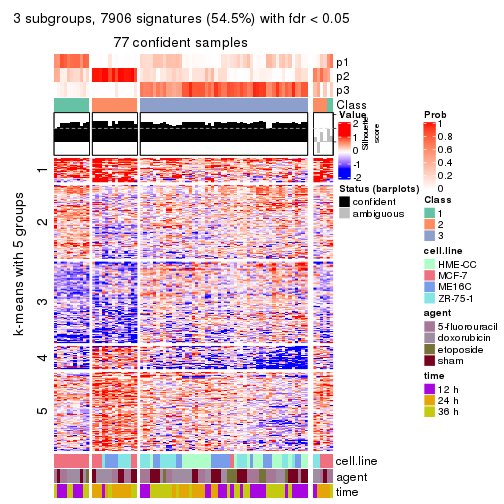 3 subgroups, 7906 signatures (54.5%) with fdr < 0.05
77 confident samples
p1
p2
p3
Class
Silhouette
score
1
2
3
4
5
k-means with 5 groups
cell.line
agent
time
Value
2
1
0
-1
-2
Status (barplots)
confident
ambiguous
Prob
1
0.8
0.6
0.4
0.2
0
Class
1
2
3
cell.line
HME-CC
MCF-7
ME16C
ZR-75-1
agent
5-fluorouracil
doxorubicin
etoposide
sham
time
12 h
24 h
36 h